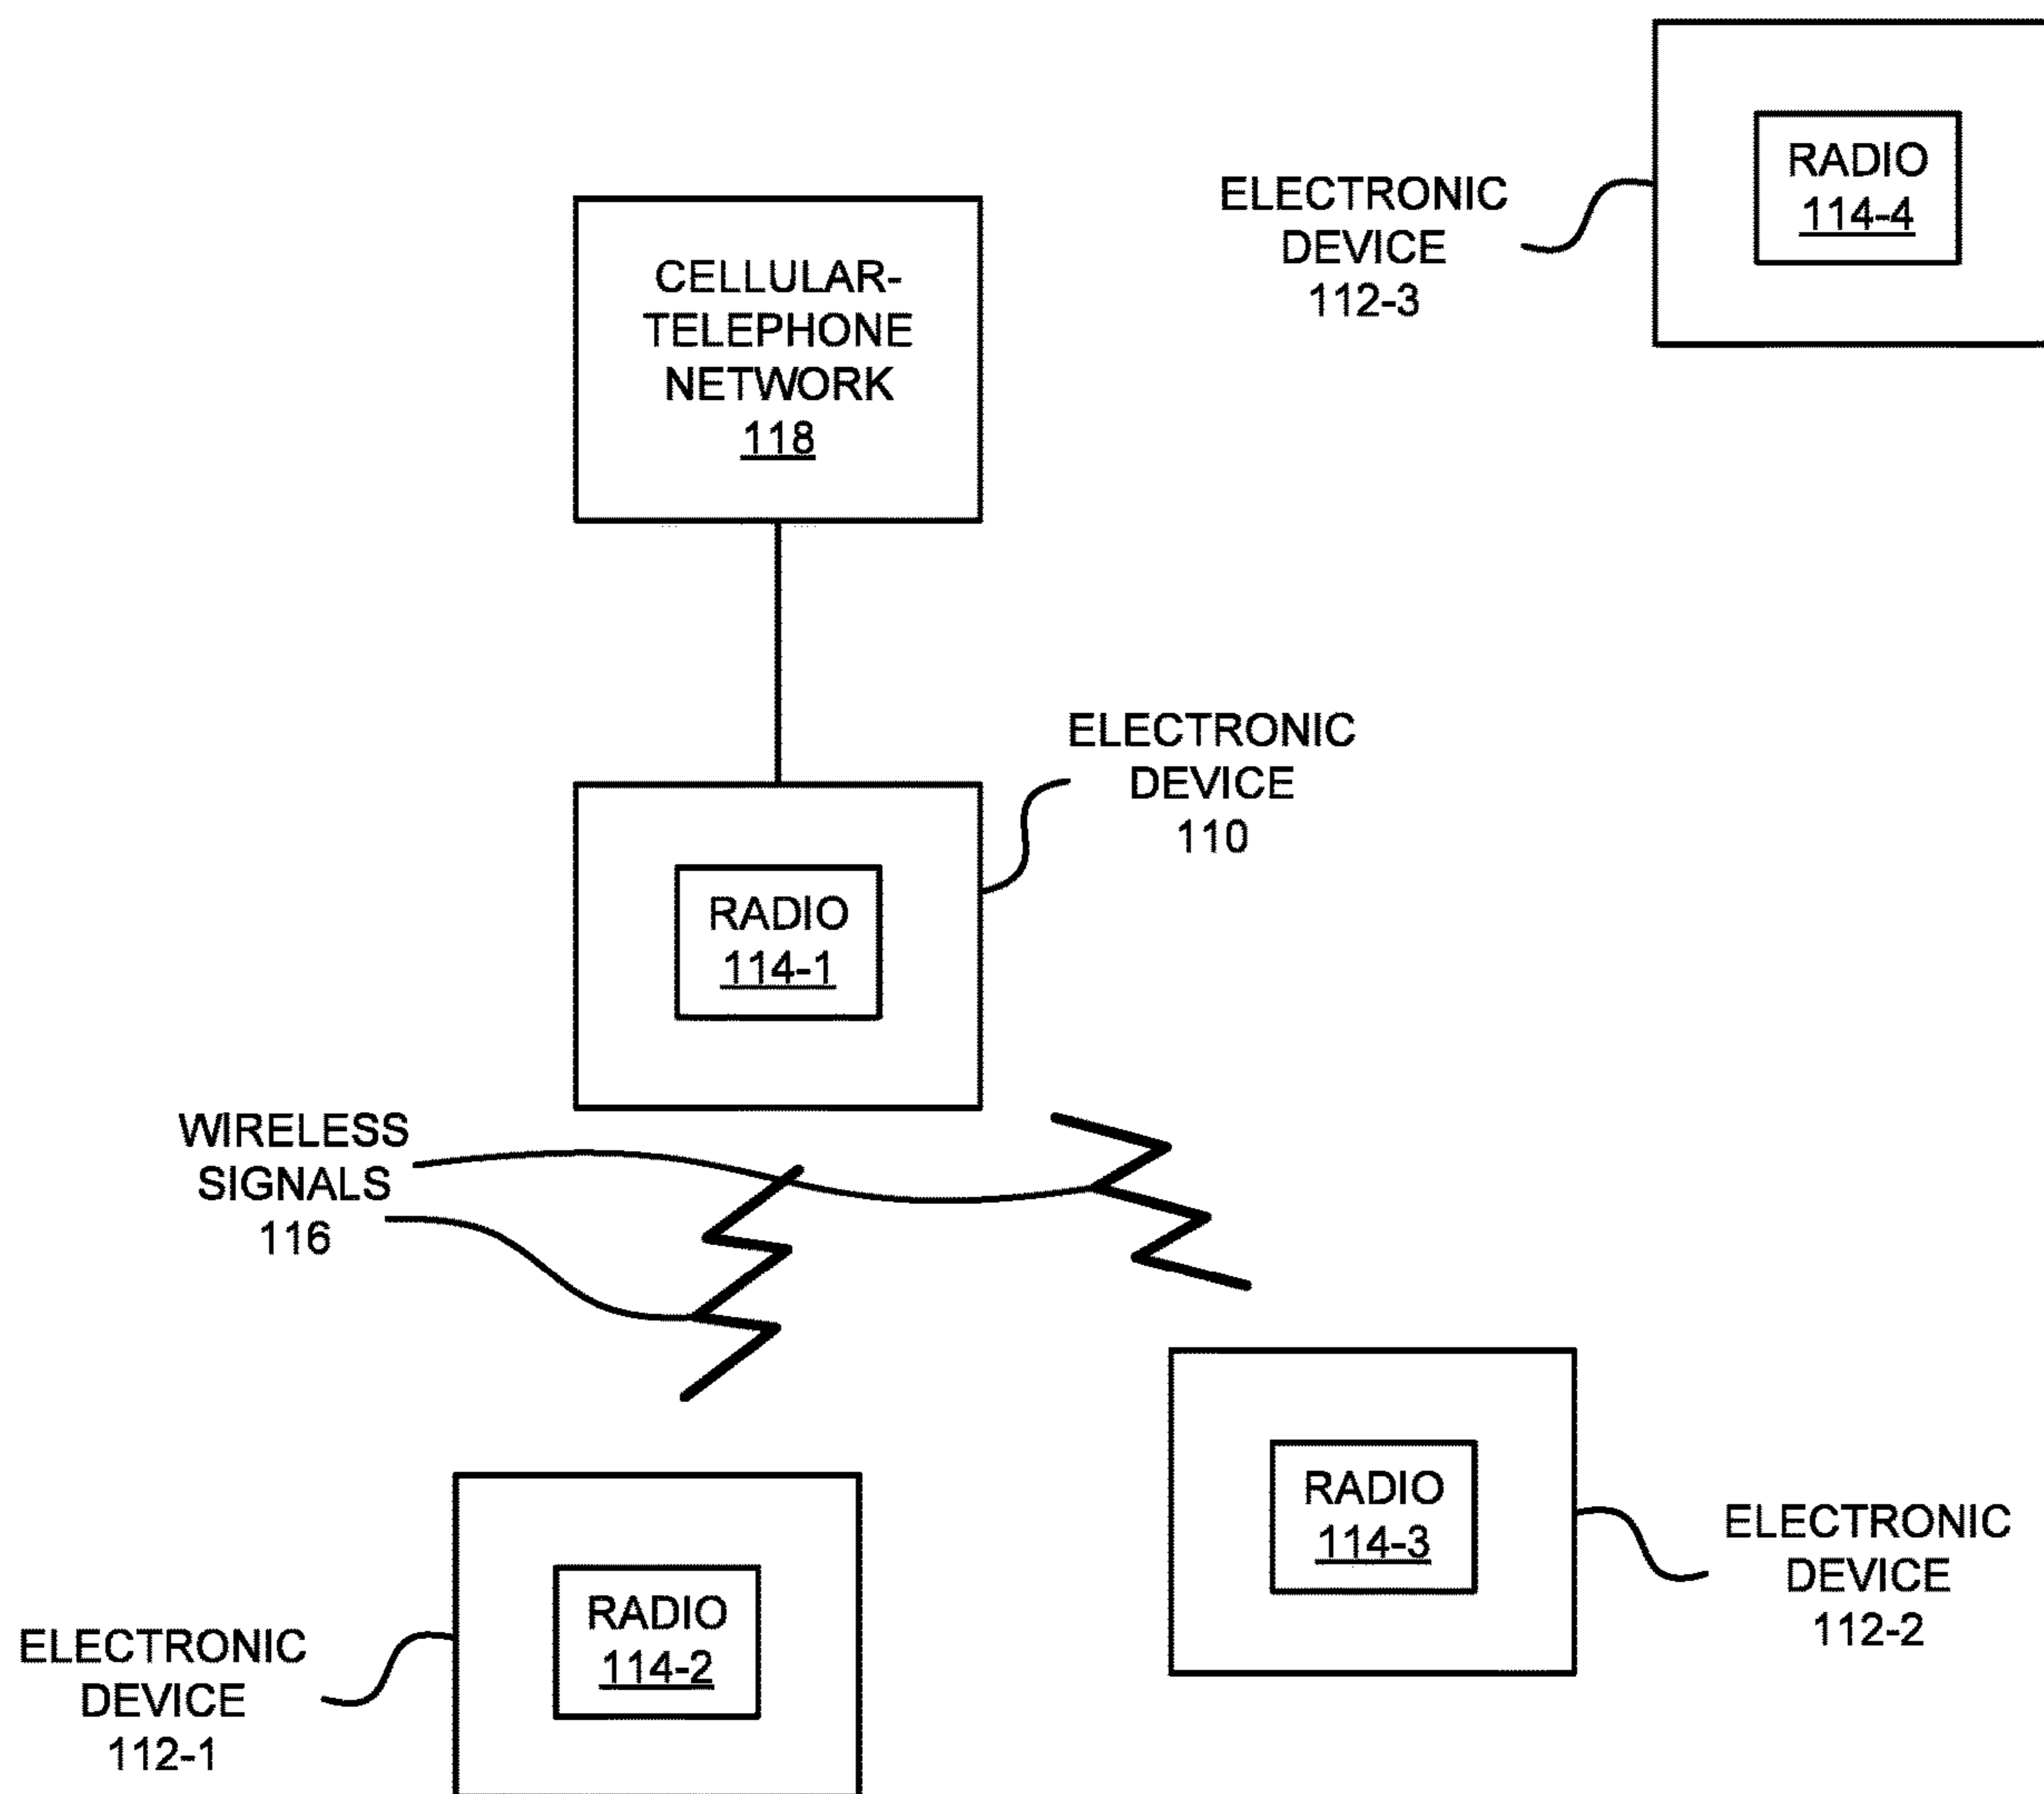 RADIO
114-4
ELECTRONIC
DEVICE
112-3
CELLULAR-
TELEPHONE
NETWORK
118
ELECTRONIC
DEVICE
110
RADIO
114-1
WIRELESS
SIGNALS
116
RADIO
114-3
ELECTRONIC
DEVICE
112-2
RADIO
114-2
ELECTRONIC
DEVICE
112-1